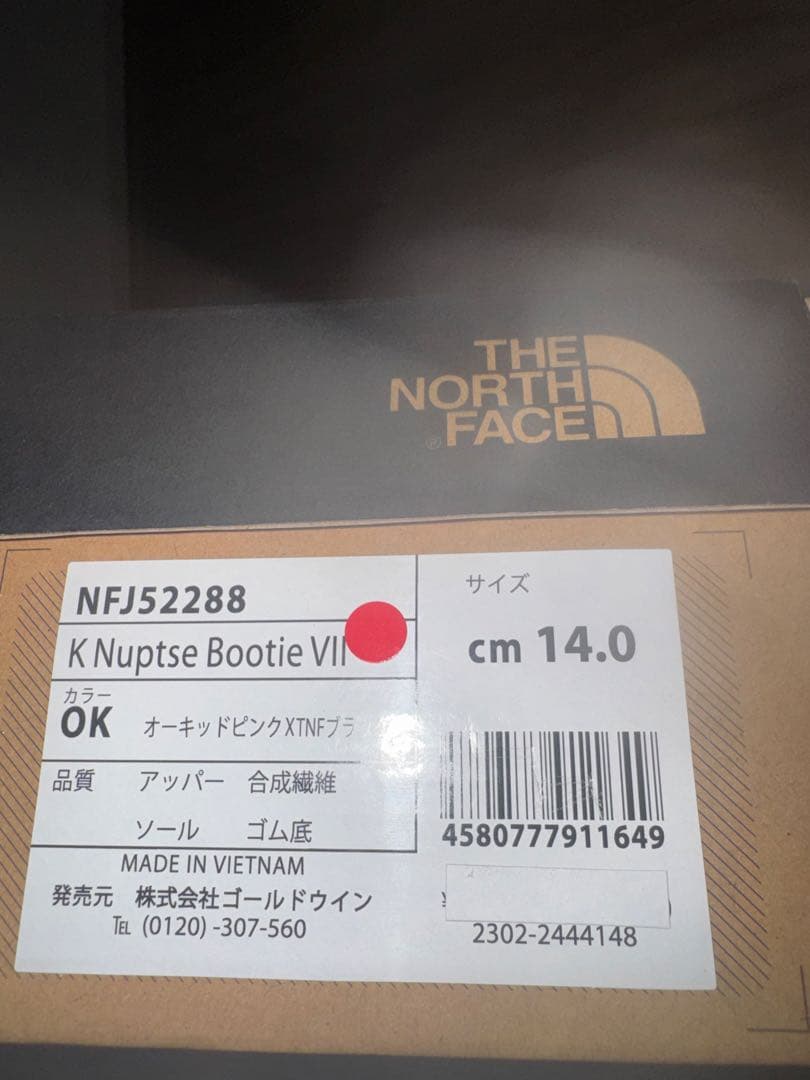 THE
NORTH
FACE
®
NFJ52288
K Nuptse Bootie VII
カラー
OK オーキッドピンクXTNFブラ
品質 アッパー 合成繊維
ソール ゴム底
MADE IN VIETNAM
発売元 株式会社ゴールドウイン
TEL (0120) -307-560
サイズ
cm 14.0
4580777911649
2302-2444148